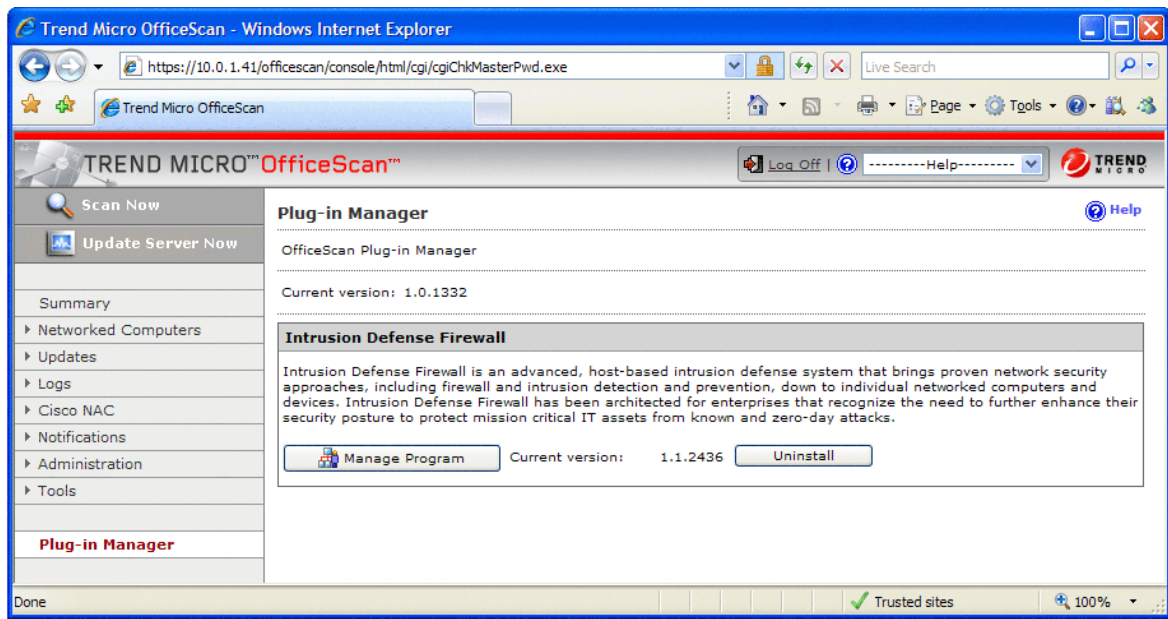 Trend Micro OfficeScan - Windows Internet Explorer
https://10.0.1.41/officescan/console/html/cgi/cgiChkMasterPwd.exe
Live Search
Trend Micro OfficeScan
Page
Tools
TREND MICRO™ OfficeScan™
Log Off | ---------Help---------
TREND
MICRO
Scan Now
Update Server Now
Summary
Networked Computers
Updates
Logs
Cisco NAC
Notifications
Administration
Tools
Plug-in Manager
Plug-in Manager
Help
OfficeScan Plug-in Manager
Current version: 1.0.1332
Intrusion Defense Firewall
Intrusion Defense Firewall is an advanced, host-based intrusion defense system that brings proven network security
approaches, including firewall and intrusion detection and prevention, down to individual networked computers and
devices. Intrusion Defense Firewall has been architected for enterprises that recognize the need to further enhance their
security posture to protect mission critical IT assets from known and zero-day attacks.
Manage Program Current version: 1.1.2436 Uninstall
Done
Trusted sites
100%